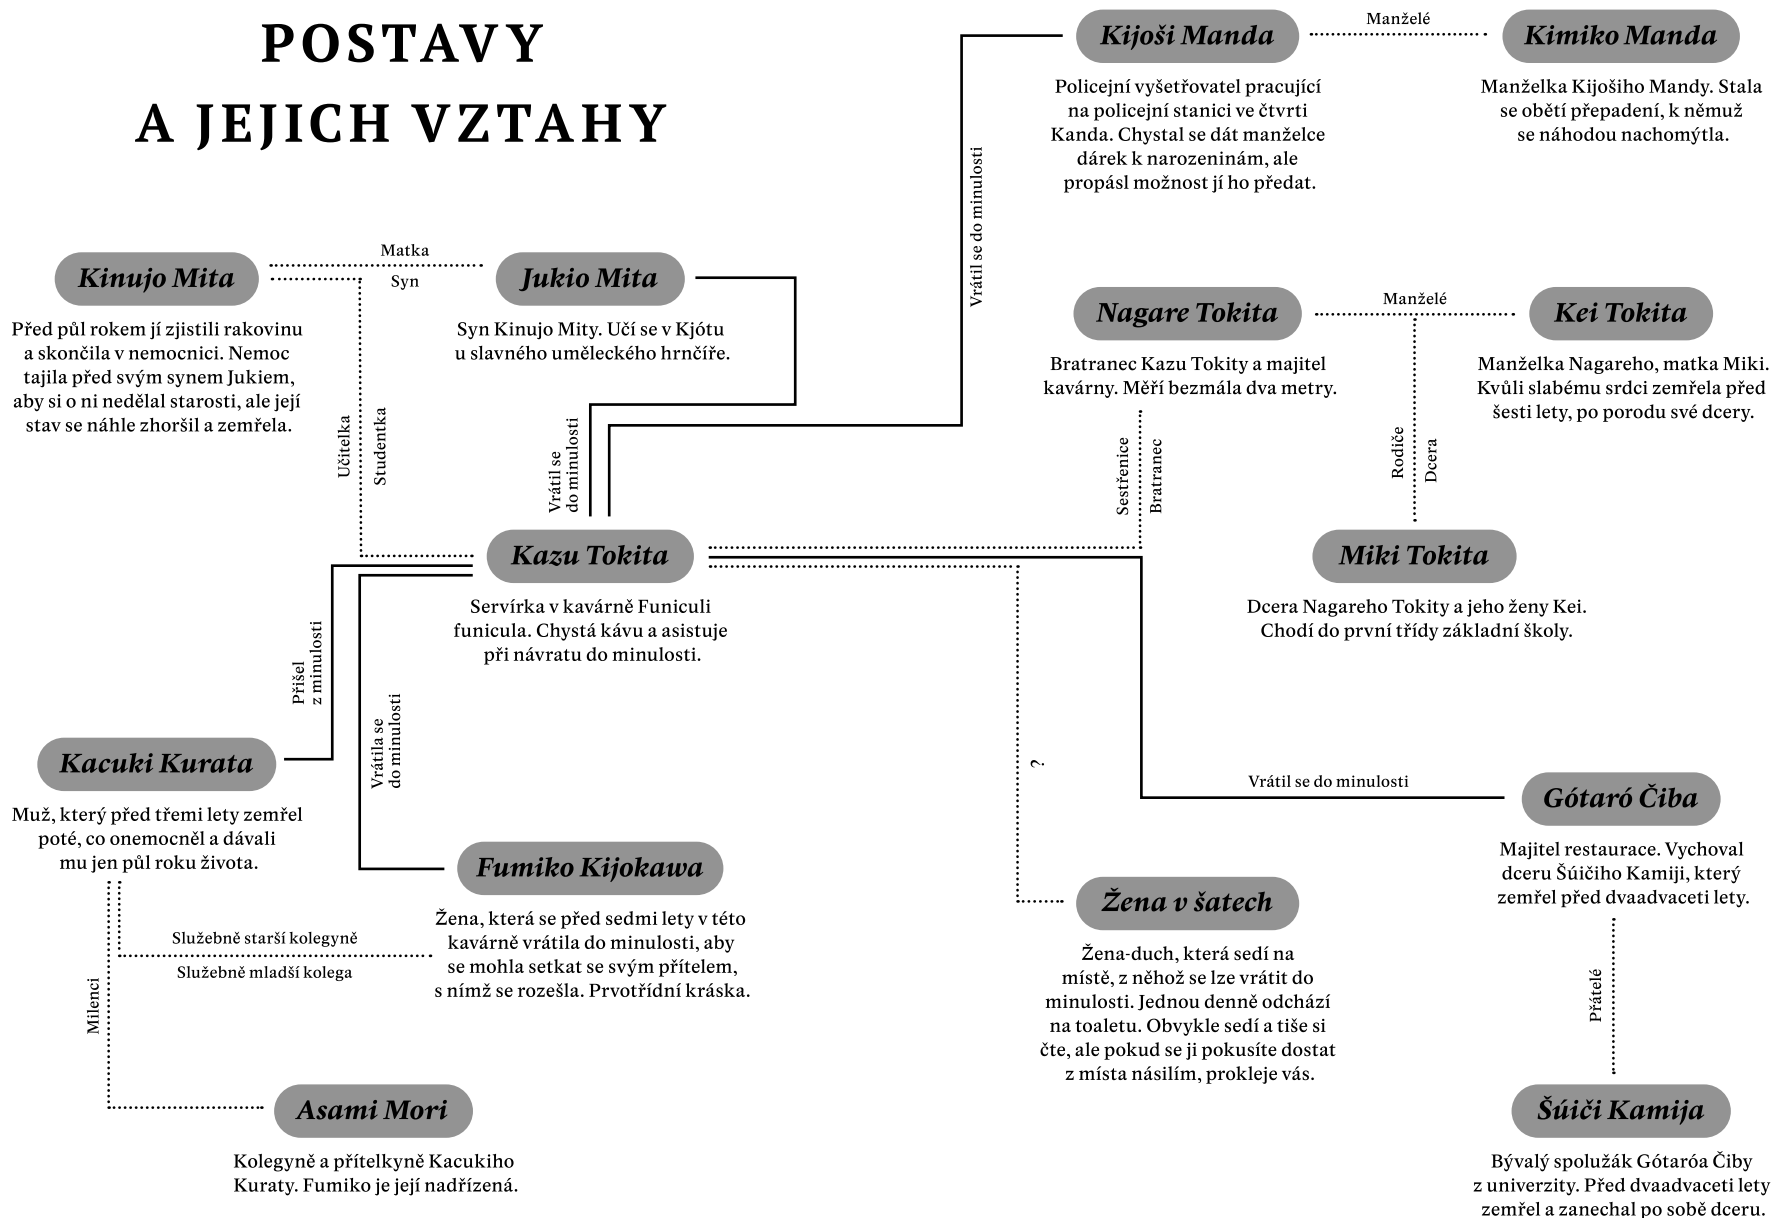 POSTAVY
A JEJICH VZTAHY
Kijoši Manda
Manželé
Kimiko Manda
Policejní vyšetřovatel pracující
na policejní stanici ve čtvrti
Kanda. Chystal se dát manželce
dárek k narozeninám, ale
propásl možnost jí ho předat.
Manželka Kijošiho Mandy. Stala
se obětí přepadení, k němuž
se náhodou nachomýtla.
Vrátil se do minulosti
Kinujo Mita
Matka
Syn
Jukio Mita
Před půl rokem jí zjistili rakovinu
a skončila v nemocnici. Nemoc
tajila před svým synem Jukiem,
aby si o ni nedělal starosti, ale její
stav se náhle zhoršil a zemřela.
Syn Kinujo Mity. Učí se v Kjótu
u slavného uměleckého hrnčíře.
Nagare Tokita
Manželé
Kei Tokita
Bratranec Kazu Tokity a majitel
kavárny. Měří bezmála dva metry.
Manželka Nagareho, matka Miki.
Kvůli slabému srdci zemřela před
šesti lety, po porodu své dcery.
Učitelka
Studentka
Vrátil se
do minulosti
Sestřenice
Bratranec
Rodiče
Dcera
Kazu Tokita
Servírka v kavárně Funiculi
funicula. Chystá kávu a asistuje
při návratu do minulosti.
Miki Tokita
Dcera Nagareho Tokity a jeho ženy Kei.
Chodí do první třídy základní školy.
Přišel
z minulosti
Vrátila se
do minulosti
?
Vrátil se do minulosti
Kacuki Kurata
Muž, který před třemi lety zemřel
poté, co onemocněl a dávali
mu jen půl roku života.
Gótaró Čiba
Majitel restaurace. Vychoval
dceru Šúičiho Kamiji, který
zemřel před dvaadvaceti lety.
Fumiko Kijokawa
Žena, která se před sedmi lety v této
kavárně vrátila do minulosti, aby
se mohla setkat se svým přítelem,
s nímž se rozešla. Prvotřídní kráska.
Služebně starší kolegyně
Služebně mladší kolega
Milenci
Žena v šatech
Žena-duch, která sedí na
místě, z něhož se lze vrátit do
minulosti. Jednou denně odchází
na toaletu. Obvykle sedí a tiše si
čte, ale pokud se ji pokusíte dostat
z místa násilím, prokleje vás.
Přátelé
Asami Mori
Kolegyně a přítelkyně Kacukiho
Kuraty. Fumiko je její nadřízená.
Šúiči Kamija
Bývalý spolužák Gótaróa Čiby
z univerzity. Před dvaadvaceti lety
zemřel a zanechal po sobě dceru.